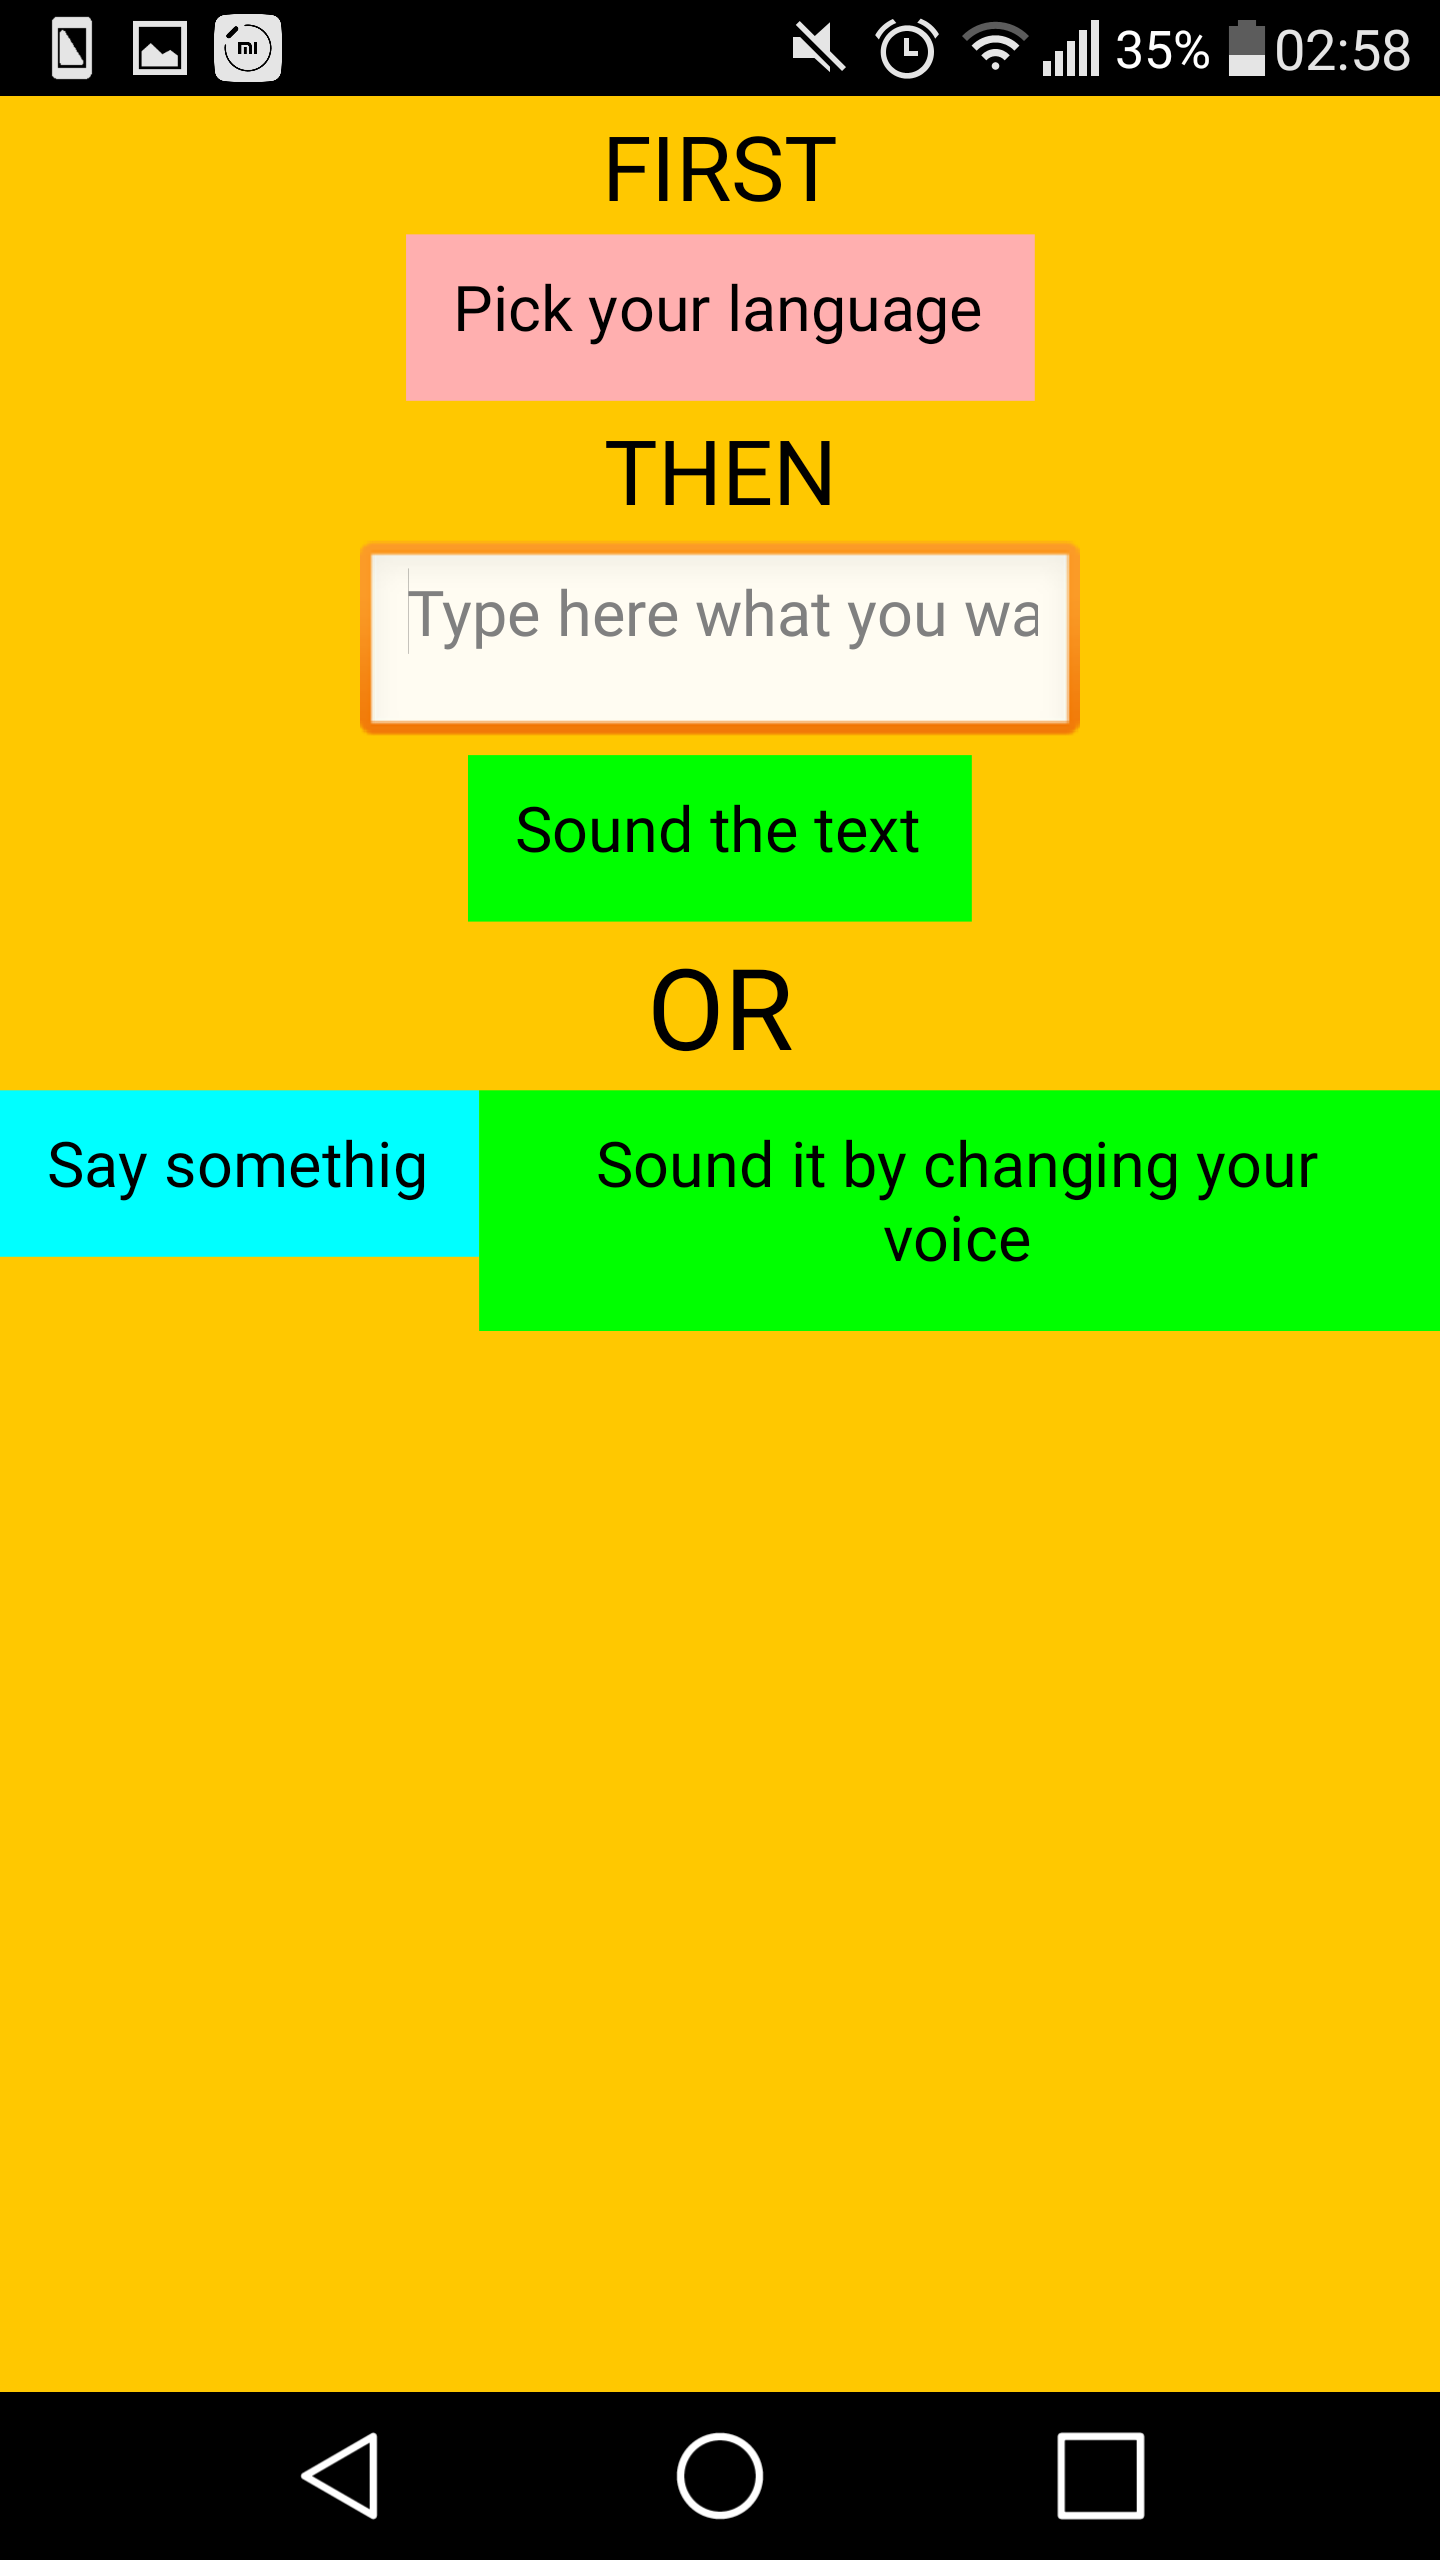 35% 02:58
FIRST
Pick your language
THEN
Type here what you wa
Sound the text
OR
Say somethig
Sound it by changing your
voice